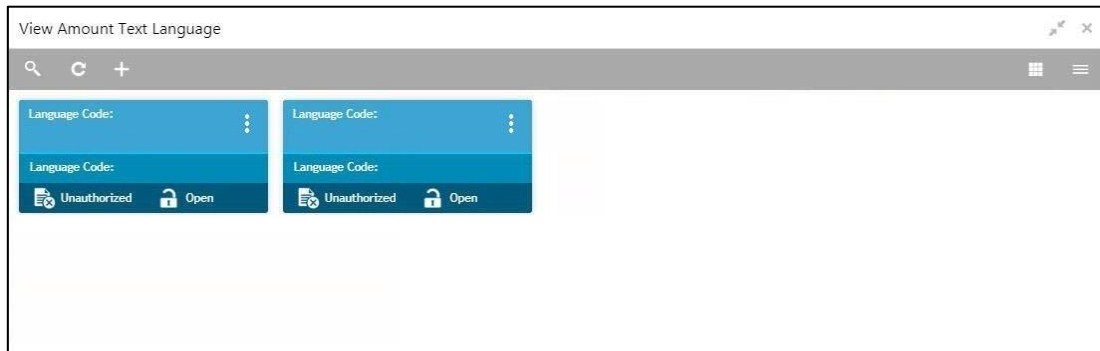 View Amount Text Language
Language Code: Language Code:
Language Code: Language Code:
Unauthorized Open Unauthorized Open